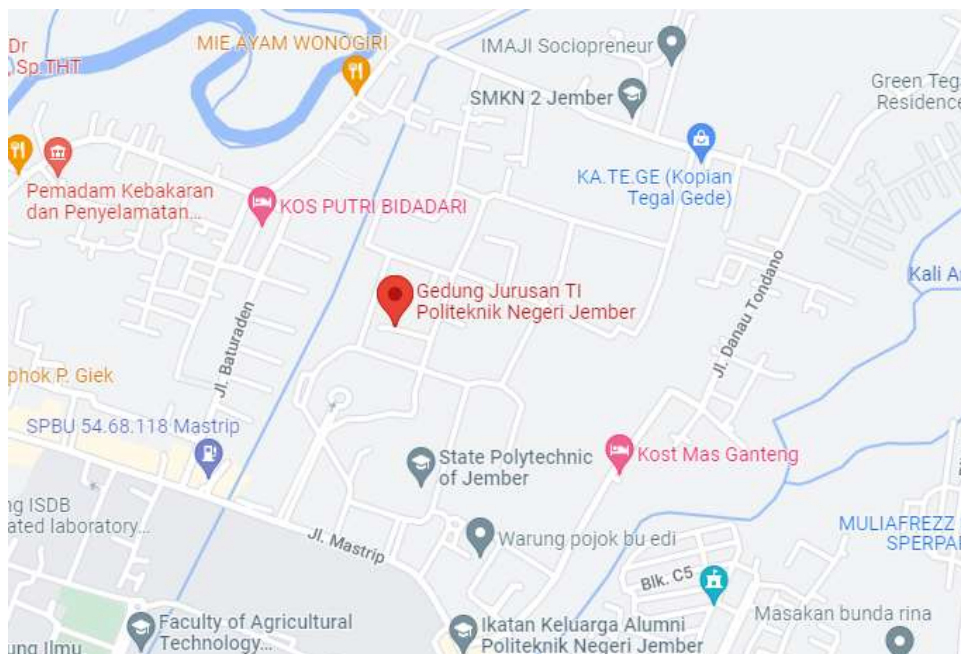 Dr
Sp.THT
MIE AYAM WONOGIRI
IMAJI Sociopreneur
SMKN 2 Jember
Green Tega
Residence
KA.TE.GE (Kopian
Tegal Gede)
Pemadam Kebakaran
dan Penyelamatan...
KOS PUTRI BIDADARI
Kali A
Gedung Jurusan TI
Politeknik Negeri Jember
Jl. Baturaden
Jl. Danau Tondano
phok P. Giek
SPBU 54.68.118 Mastrip
State Polytechnic
of Jember
Kost Mas Ganteng
ng ISDB
ated laboratory...
Jl. Mastrip
Warung pojok bu edi
MULIAFREZZ
SPERPA
Blk. C5
Masakan bunda rina
Faculty of Agricultural
Technology...
Ikatan Keluarga Alumni
Politeknik Negeri Jember
ung Ilmu